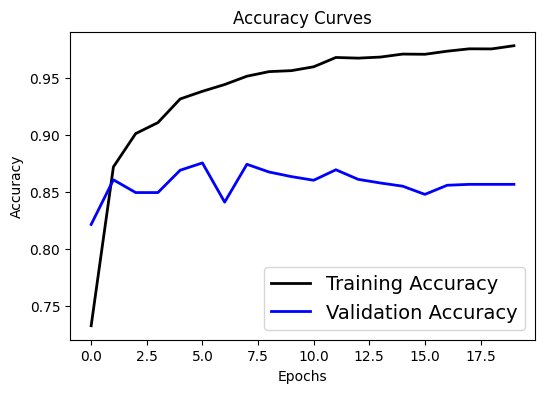 Accuracy Curves
Accuracy
0.95
0.90
0.85
0.80
0.75
Training Accuracy
Validation Accuracy
0.0 2.5 5.0 7.5 10.0 12.5 15.0 17.5
Epochs